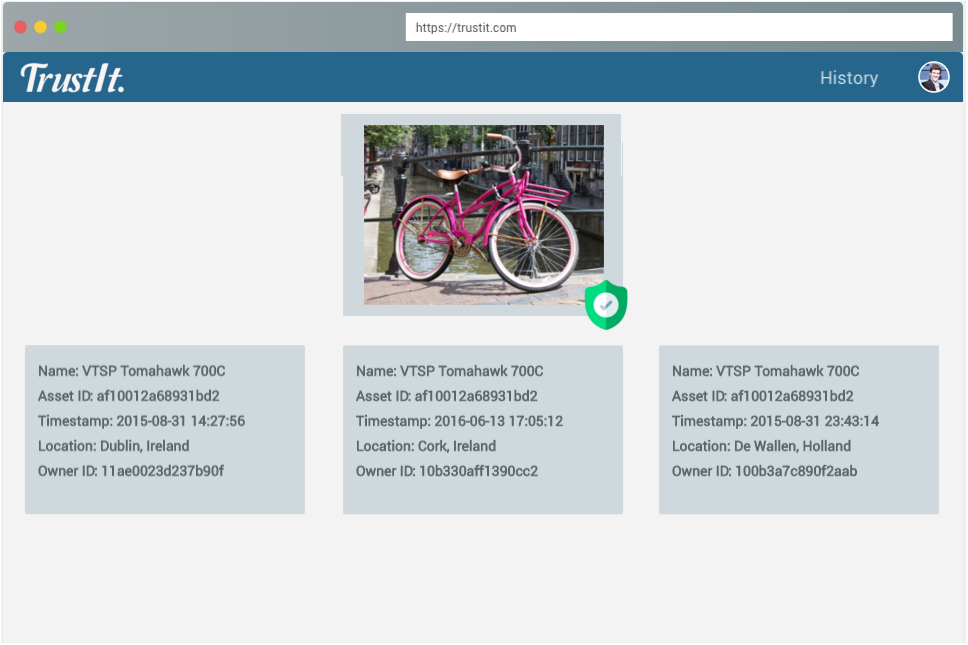 https://trustit.com
TrustIt.
History
Name: VTSP Tomahawk 700C
Asset ID: af10012a68931bd2
Timestamp: 2015-08-31 14:27:56
Location: Dublin, Ireland
Owner ID: 11ae0023d237b90f
Name: VTSP Tomahawk 700C
Asset ID: af10012a68931bd2
Timestamp: 2016-06-13 17:05:12
Location: Cork, Ireland
Owner ID: 10b330aff1390cc2
Name: VTSP Tomahawk 700C
Asset ID: af10012a68931bd2
Timestamp: 2015-08-31 23:43:14
Location: De Wallen, Holland
Owner ID: 100b3a7c890f2aab